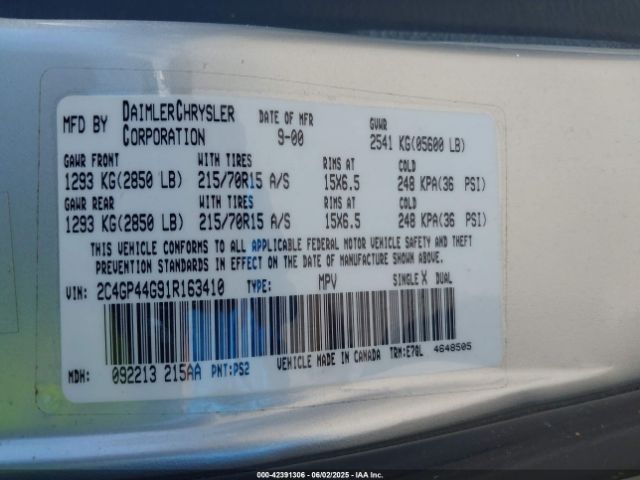 MFD BY DAIMLERCHRYSLER CORPORATION DATE OF MFR 9-00 GVWR 2541 KG(05600 LB)
GAWR FRONT WITH TIRES RIMS AT COLD
1293 KG(2850 LB) 215/70R15 A/S 15X6.5 248 KPA(36 PSI)
GAWR REAR WITH TIRES RIMS AT COLD
1293 KG(2850 LB) 215/70R15 A/S 15X6.5 248 KPA(36 PSI)
THIS VEHICLE CONFORMS TO ALL APPLICABLE FEDERAL MOTOR VEHICLE SAFETY AND THEFT
PREVENTION STANDARDS IN EFFECT ON THE DATE OF MANUFACTURE SHOWN ABOVE.
VIN: 2C4GP44G91R163410 TYPE: MPV SINGLE X DUAL
VEHICLE MADE IN CANADA TRM:E7GL 4648505
MDH: 092213 215AA PNT:PS2
00-42391306 | 06/02/2025 | © IAA Inc.